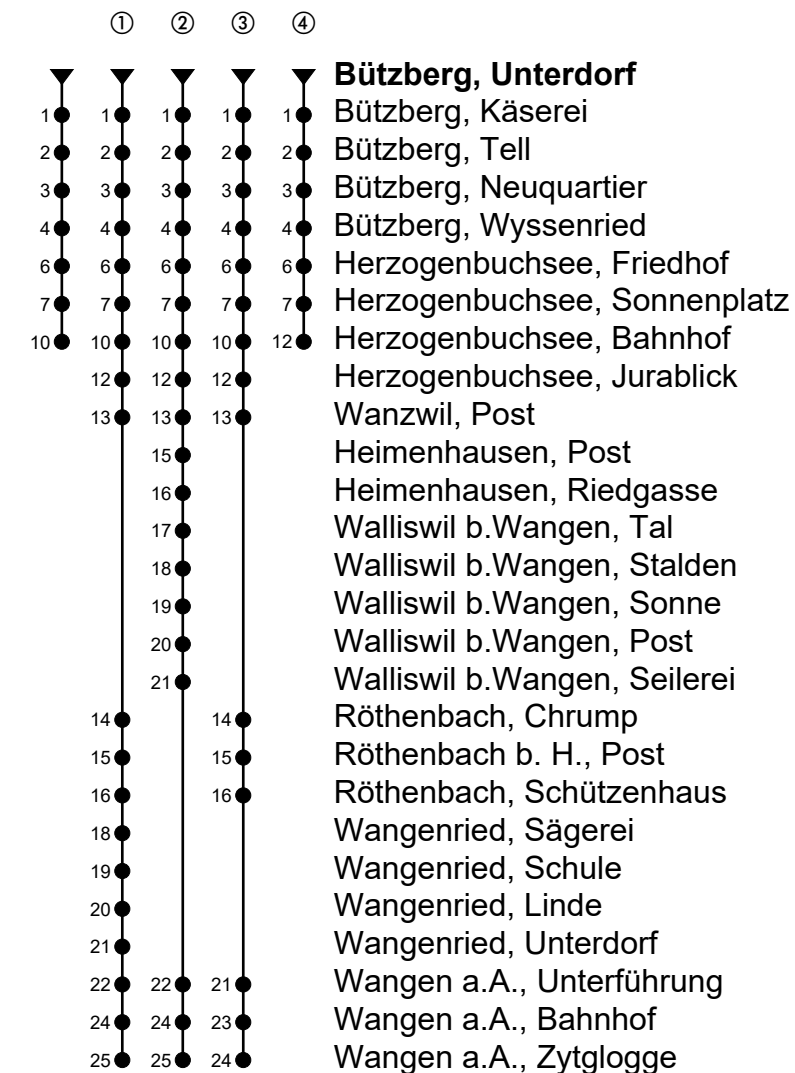 ① ② ③ ④
Bützberg, Unterdorf
1 1 1 1 1 Bützberg, Käserei
2 2 2 2 2 Bützberg, Tell
3 3 3 3 3 Bützberg, Neuquartier
4 4 4 4 4 Bützberg, Wyssenried
6 6 6 6 6 Herzogenbuchsee, Friedhof
7 7 7 7 7 Herzogenbuchsee, Sonnenplatz
10 10 10 10 12 Herzogenbuchsee, Bahnhof
12 12 12 Herzogenbuchsee, Jurablick
13 13 13 Wanzwil, Post
15 Heimenhausen, Post
16 Heimenhausen, Riedgasse
17 Walliswil b.Wangen, Tal
18 Walliswil b.Wangen, Stalden
19 Walliswil b.Wangen, Sonne
20 Walliswil b.Wangen, Post
21 Walliswil b.Wangen, Seilerei
14 14 Röthenbach, Chrump
15 15 Röthenbach b. H., Post
16 16 Röthenbach, Schützenhaus
18 Wangenried, Sägerei
19 Wangenried, Schule
20 Wangenried, Linde
21 Wangenried, Unterdorf
22 22 21 Wangen a.A., Unterführung
24 24 23 Wangen a.A., Bahnhof
25 25 24 Wangen a.A., Zytglogge